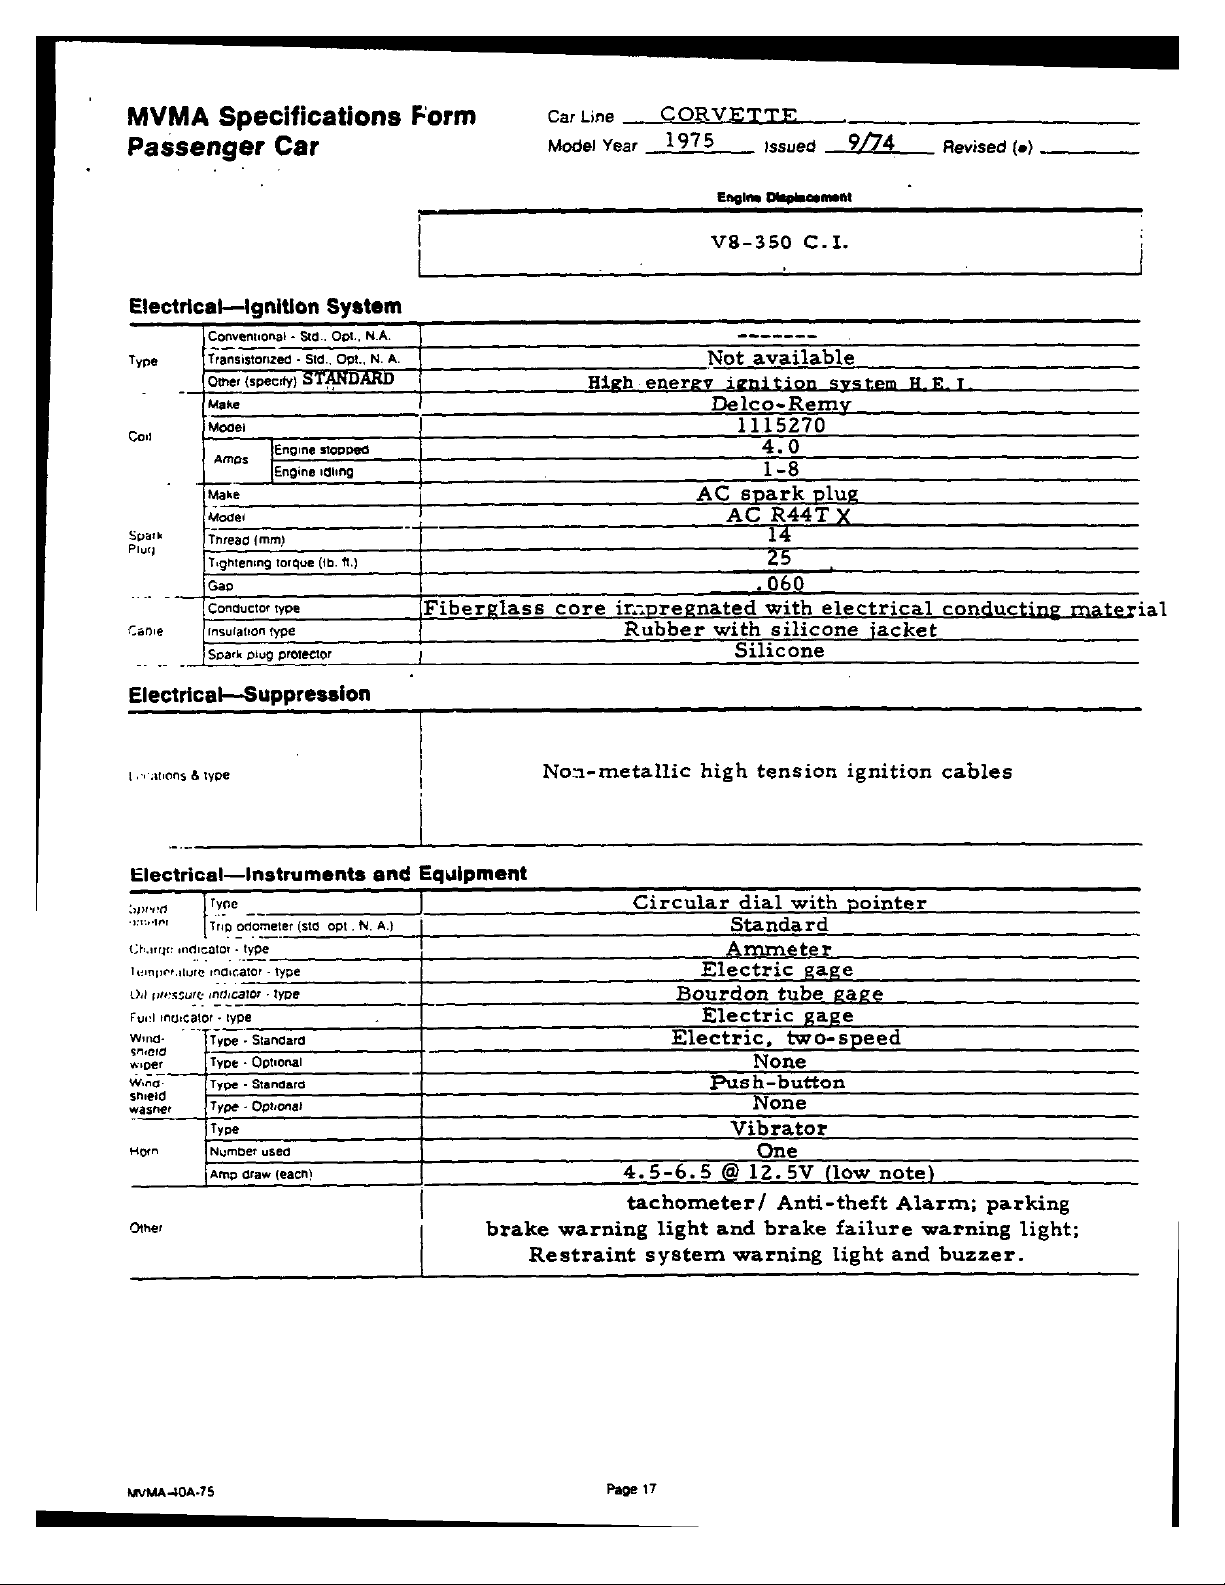 MVMA Specifications Form
Passenger Car
Car Line CORVETTE
Model Year 1975 Issued 9/74 Revised (•)
Engine Displacement
V8-350 C.I.
Electrical—Ignition System
Type
Conventional - Std., Opt., N.A. -------
Transistorized - Std., Opt., N. A. Not available
Other (specify) STANDARD High energy ignition system H.E.I.
Coil
Make Delco-Remy
Model 1115270
Amps
Engine stopped 4.0
Engine idling 1-8
Spark Plug
Make AC spark plug
Model AC R44T X
Thread (mm) 14
Tightening torque (lb. ft.) 25
Gap .060
Cable
Conductor type Fiberglass core impregnated with electrical conducting material
Insulation type Rubber with silicone jacket
Spark plug protector Silicone
Electrical—Suppression
Locations & type Non-metallic high tension ignition cables
Electrical—Instruments and Equipment
Type Circular dial with pointer
Trip odometer (std opt. N. A.) Standard
Charge indicator - type Ammeter
Temperature indicator - type Electric gage
Oil pressure indicator - type Bourdon tube gage
Fuel indicator - type Electric gage
Wind-
shield
wiper
Type - Standard Electric, two-speed
Type - Optional None
Wind-
shield
washer
Type - Standard Push-button
Type - Optional None
Horn
Type Vibrator
Number used One
Amp draw (each) 4.5-6.5 @ 12.5V (low note)
Other
tachometer/ Anti-theft Alarm; parking
brake warning light and brake failure warning light;
Restraint system warning light and buzzer.
MVMA-40A-75
Page 17